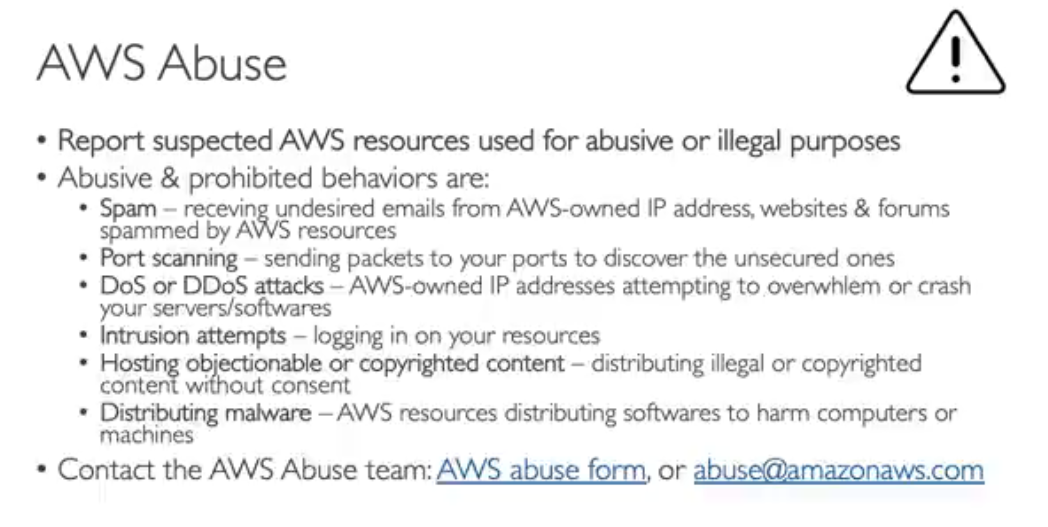 AWS Abuse
• Report suspected AWS resources used for abusive or illegal purposes
• Abusive & prohibited behaviors are:
• Spam – receving undesired emails from AWS-owned IP address, websites & forums
spammed by AWS resources
• Port scanning – sending packets to your ports to discover the unsecured ones
• DoS or DDoS attacks – AWS-owned IP addresses attempting to overwhlem or crash
your servers/softwares
• Intrusion attempts – logging in on your resources
• Hosting objectionable or copyrighted content – distributing illegal or copyrighted
content without consent
• Distributing malware – AWS resources distributing softwares to harm computers or
machines
• Contact the AWS Abuse team: AWS abuse form, or abuse@amazonaws.com